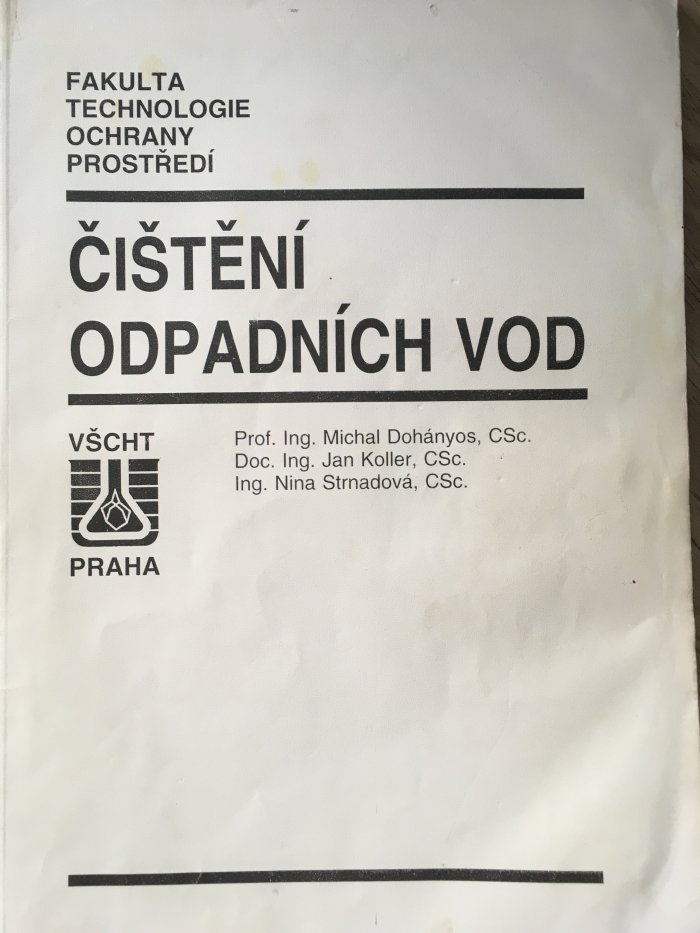 FAKULTA
TECHNOLOGIE
OCHRANY
PROSTŘEDÍ
ČIŠTĚNÍ
ODPADNÍCH VOD
VŠCHT
PRAHA
Prof. Ing. Michal Dohányos, CSc.
Doc. Ing. Jan Koller, CSc.
Ing. Nina Strnadová, CSc.